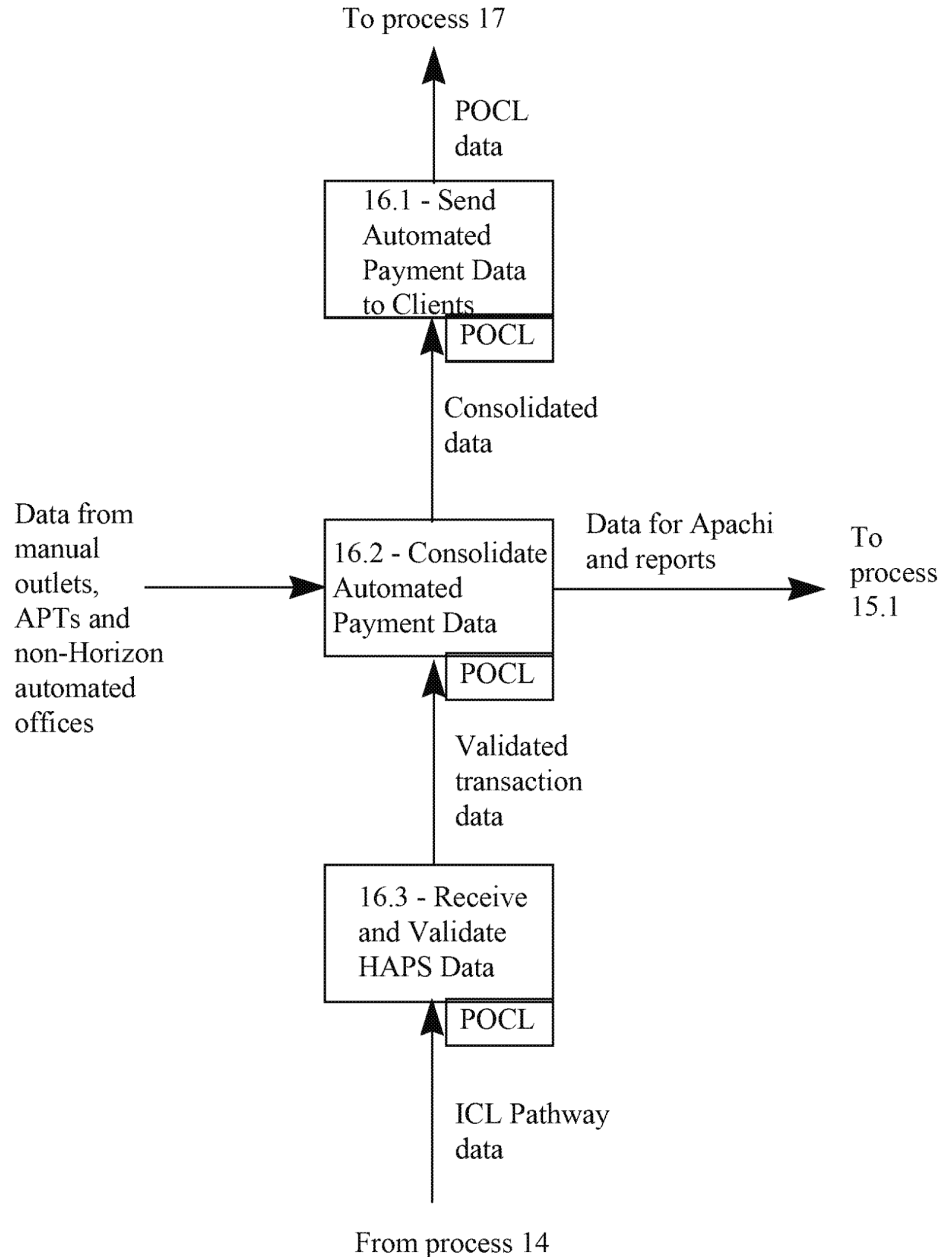 To process 17
POCL
data
16.1 - Send
Automated
Payment Data
to Clients
POCL
Consolidated
data
Data from
manual
outlets,
APTs and
non-Horizon
automated
offices
16.2 - Consolidate
Automated
Payment Data
POCL
Data for Apachi
and reports
To
process
15.1
Validated
transaction
data
16.3 - Receive
and Validate
HAPS Data
POCL
ICL Pathway
data
From process 14